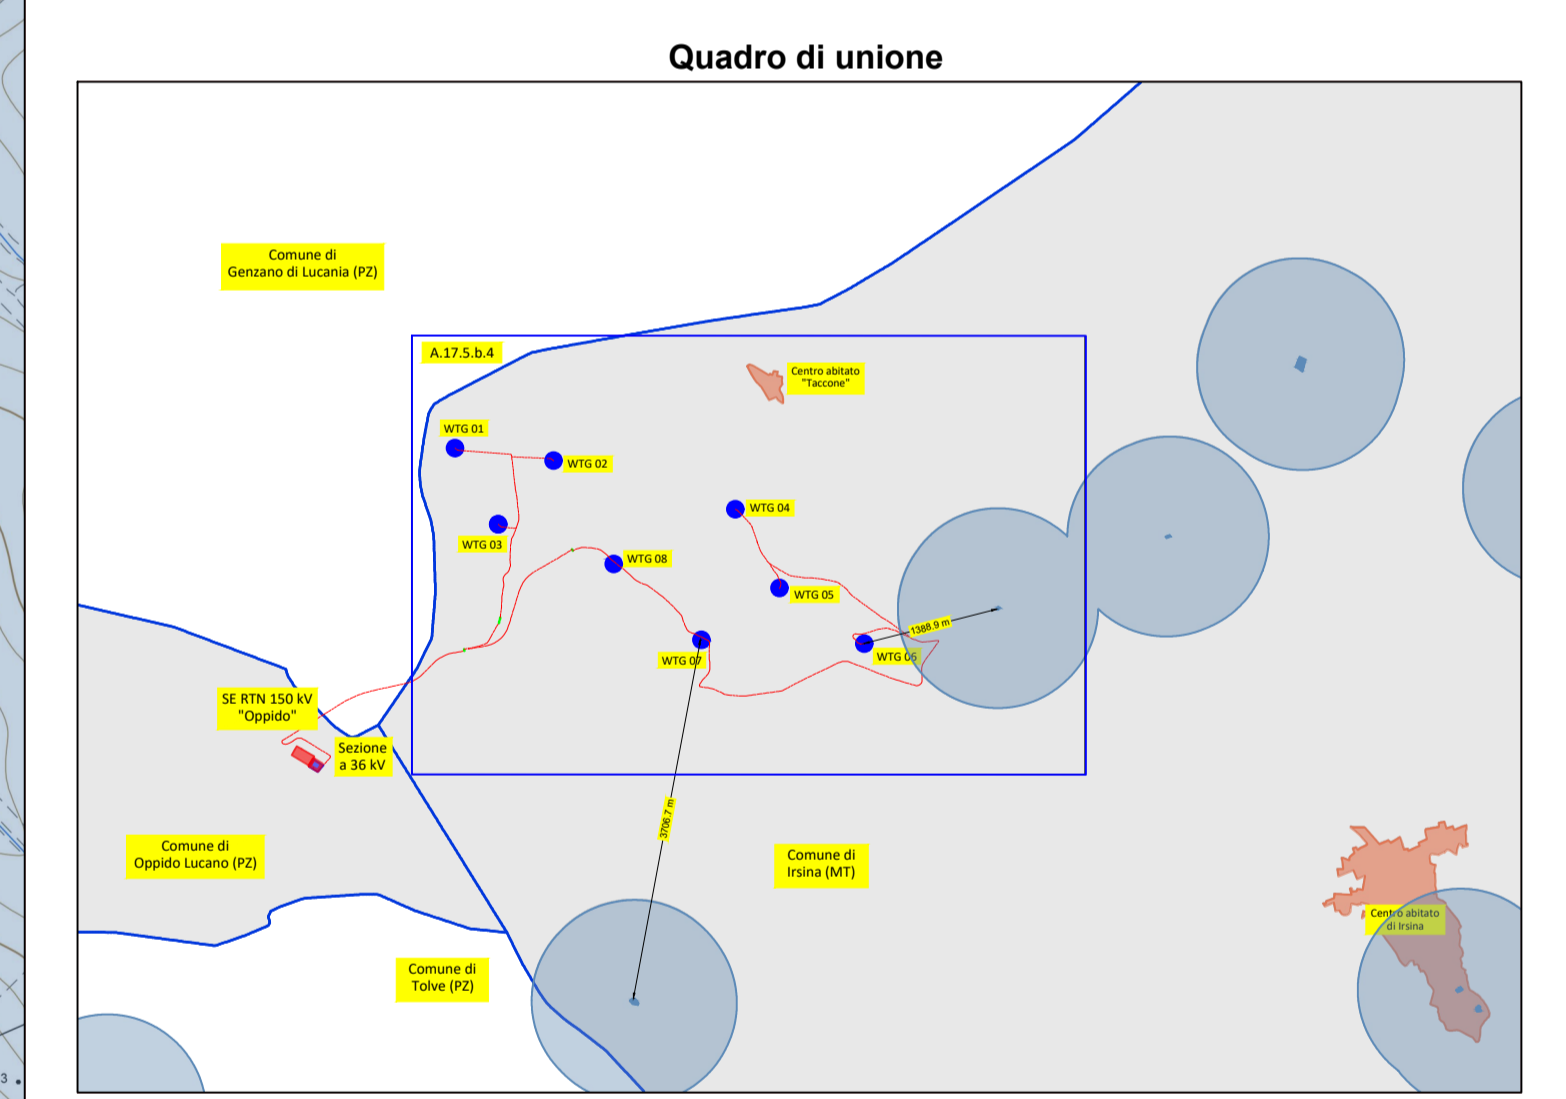 Quadro di unione
Comune di
Genzano di Lucania (PZ)
A.17.5.b.4
Centro abitato
"Taccone"
WTG 01
WTG 02
WTG 03
WTG 04
WTG 08
WTG 05
1388.9 m
WTG 06
WTG 07
SE RTN 150 kV
"Oppido"
Sezione
a 36 kV
3706.7 m
Comune di
Oppido Lucano (PZ)
Comune di
Irsina (MT)
Centro abitato
di Irsina
Comune di
Tolve (PZ)
3